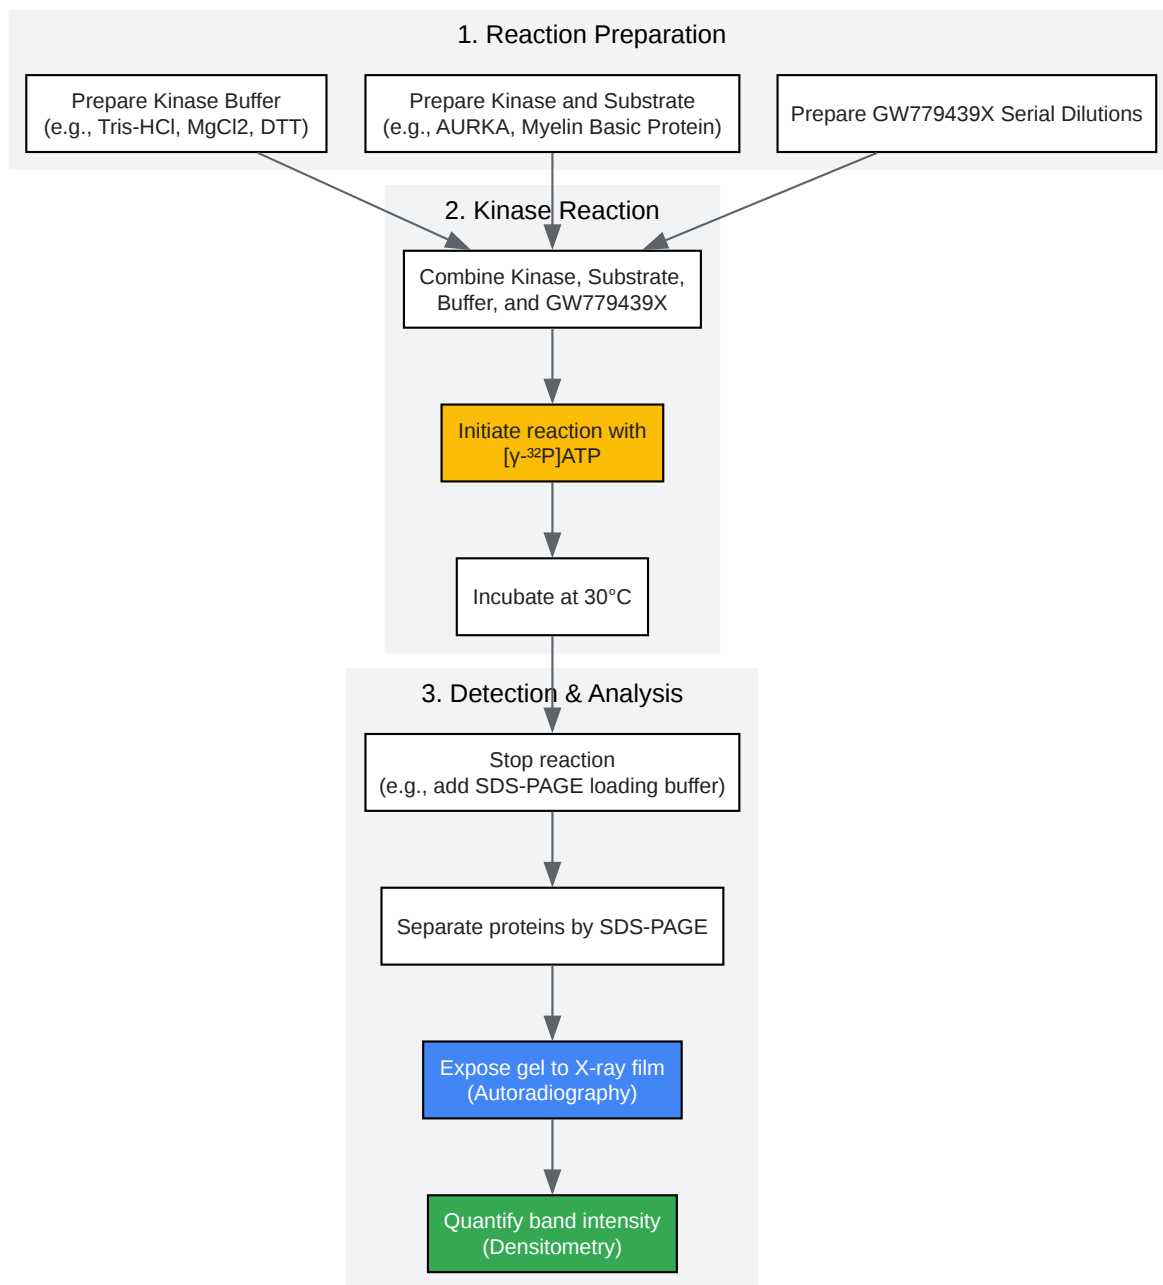 1. Reaction Preparation
Prepare Kinase Buffer
(e.g., Tris-HCl, MgCl2, DTT)
Prepare Kinase and Substrate
(e.g., AURKA, Myelin Basic Protein)
Prepare GW779439X Serial Dilutions
2. Kinase Reaction
Combine Kinase, Substrate,
Buffer, and GW779439X
Initiate reaction with
[γ-³²P]ATP
Incubate at 30°C
3. Detection & Analysis
Stop reaction
(e.g., add SDS-PAGE loading buffer)
Separate proteins by SDS-PAGE
Expose gel to X-ray film
(Autoradiography)
Quantify band intensity
(Densitometry)